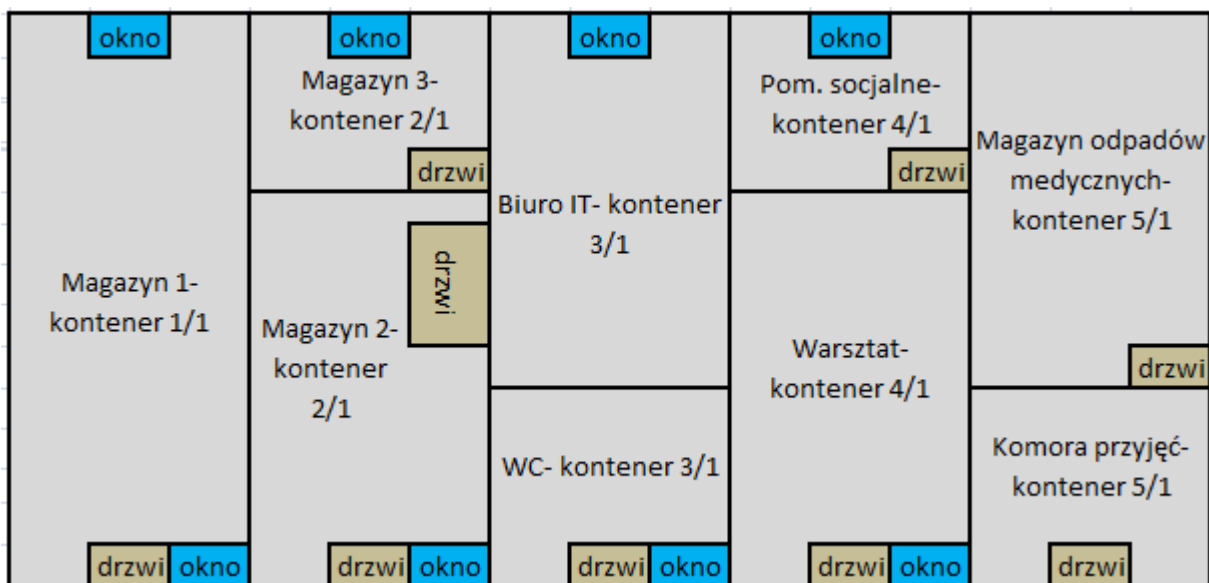 okno
okno
okno
okno
Magazyn 3-
kontener 2/1
drzwi
Pom. socjalne-
kontener 4/1
drzwi
Magazyn odpadów
medycznych-
kontener 5/1
drzwi
Biuro IT- kontener
3/1
Magazyn 1-
kontener 1/1
drzwi
Magazyn 2-
kontener
2/1
Warsztat-
kontener 4/1
WC- kontener 3/1
Komora przyjęć-
kontener 5/1
drzwi okno
drzwi okno
drzwi okno
drzwi okno
drzwi